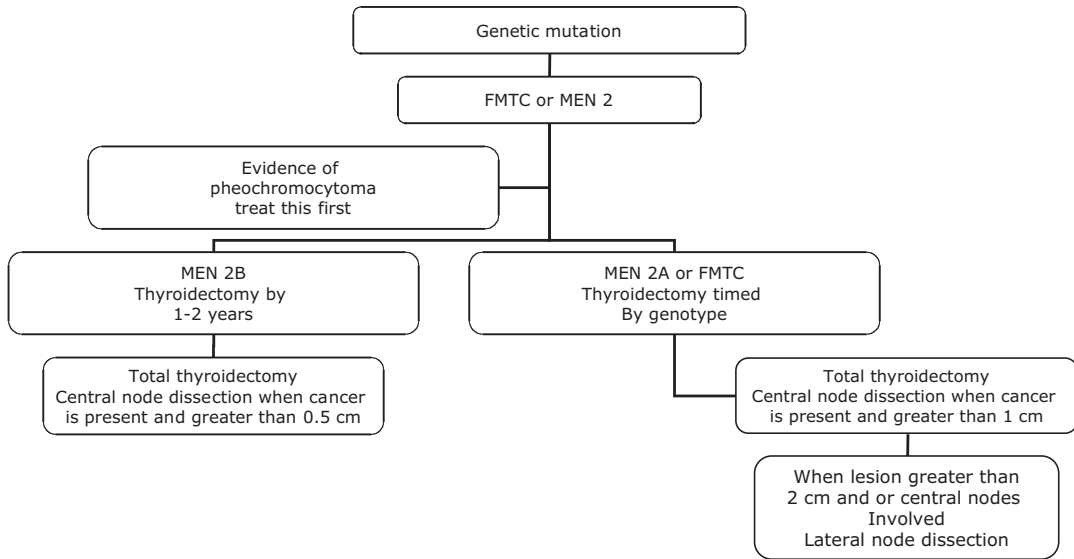 Genetic mutation
FMTC or MEN 2
Evidence of
pheochromocytoma
treat this first
MEN 2B
Thyroidectomy by
1-2 years
MEN 2A or FMTC
Thyroidectomy timed
By genotype
Total thyroidectomy
Central node dissection when cancer
is present and greater than 0.5 cm
Total thyroidectomy
Central node dissection when cancer
is present and greater than 1 cm
When lesion greater than
2 cm and or central nodes
Involved
Lateral node dissection